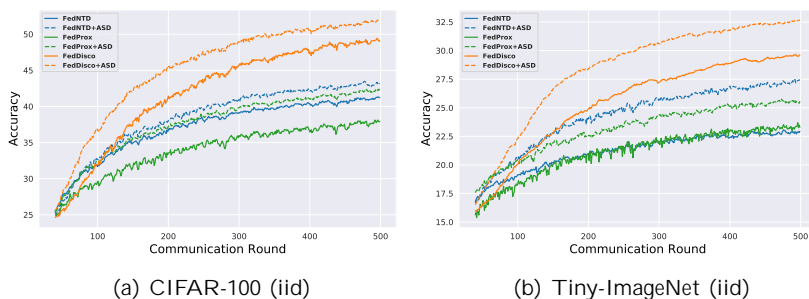 FedNTD
FedNTD+ASD
FedProx
FedProx+ASD
FedDisco
FedDisco+ASD
50
45
40
35
30
25
Accuracy
100 200 300 400 500
Communication Round
(a) CIFAR-100 (iid)
FedNTD
FedNTD+ASD
FedProx
FedProx+ASD
FedDisco
FedDisco+ASD
32.5
30.0
27.5
25.0
22.5
20.0
17.5
15.0
Accuracy
100 200 300 400 500
Communication Round
(b) Tiny-ImageNet (iid)